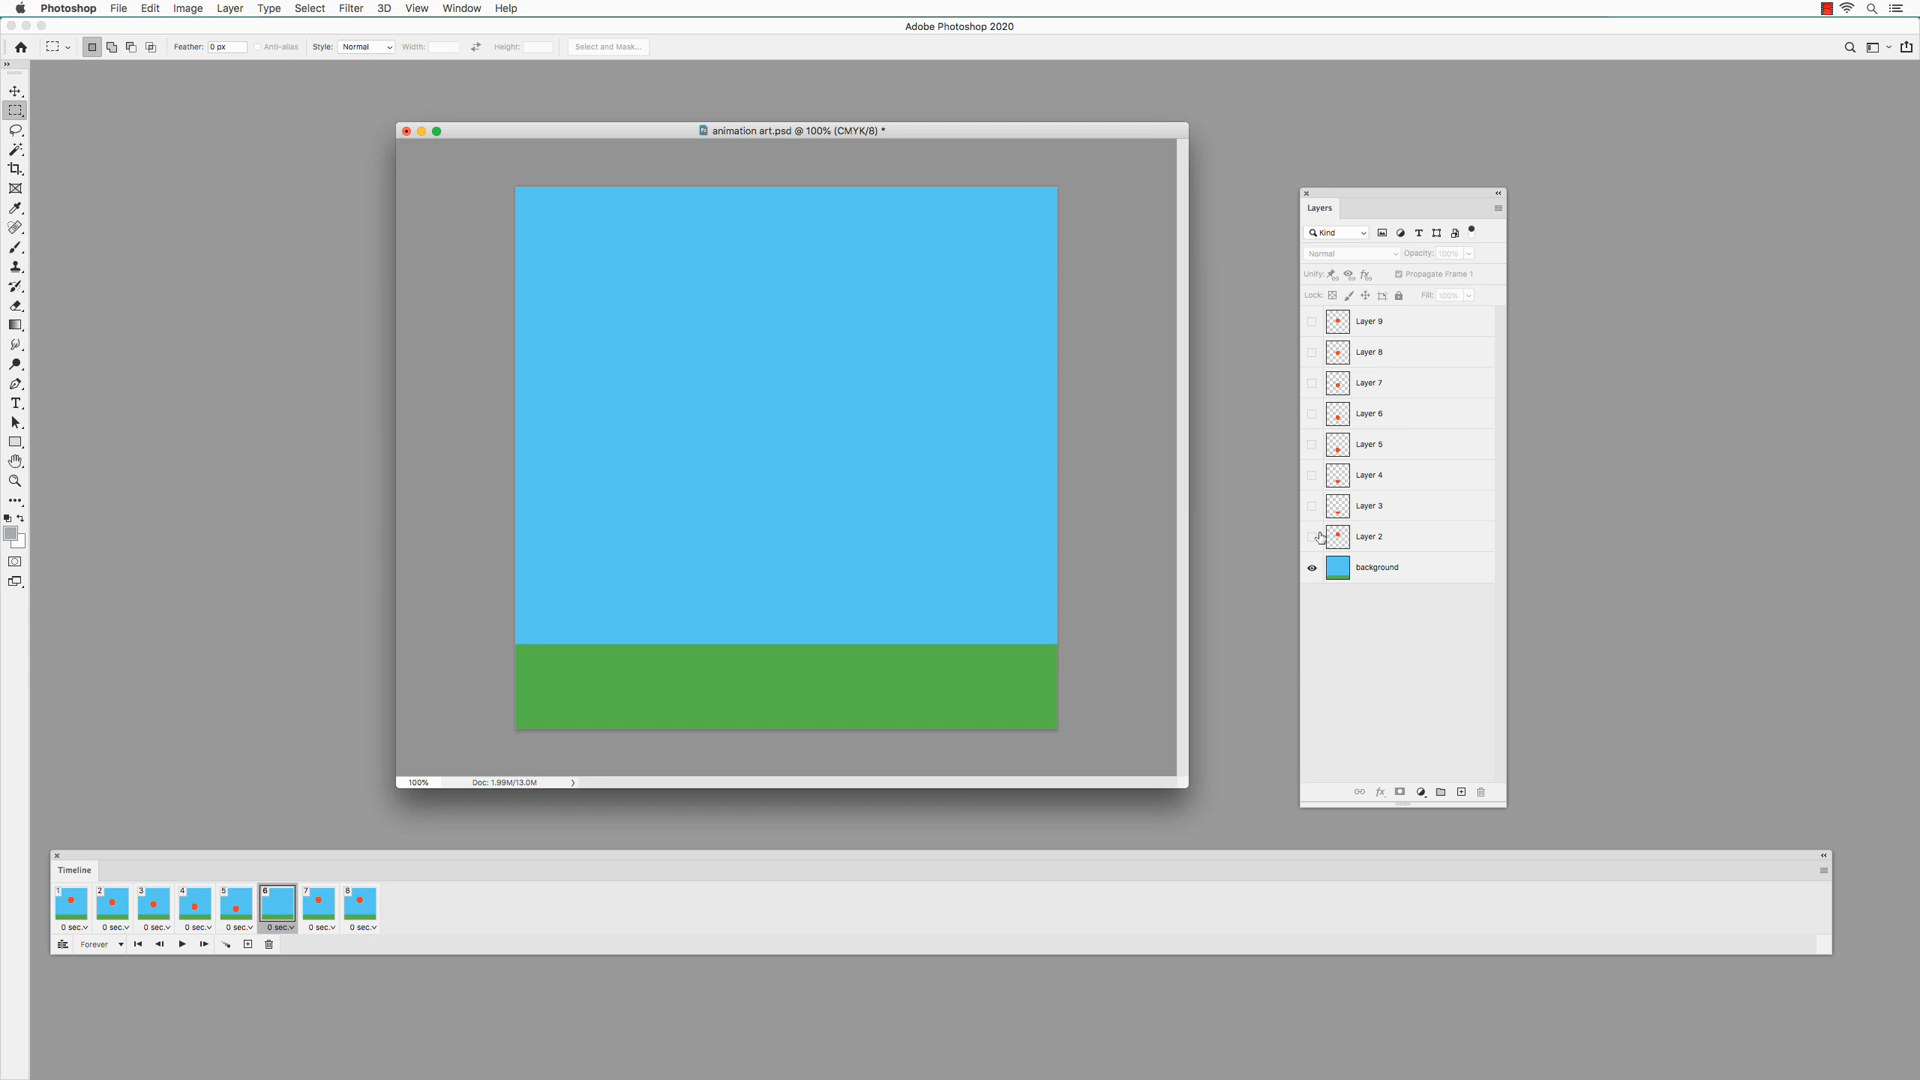 Photoshop File Edit Image Layer Type Select Filter 3D View Window Help
Adobe Photoshop 2020
Feather: 0 px Anti-alias Style: Normal Width: Height: Select and Mask...
animation art.psd @ 100% (CMYK/8) *
Layers
Kind
Normal Opacity: 100%
Unify: Propagate Frame 1
Lock: Fill: 100%
Layer 9
Layer 8
Layer 7
Layer 6
Layer 5
Layer 4
Layer 3
Layer 2
background
100% Doc: 1.99M/13.0M
Timeline
1 2 3 4 5 6 7 8
0 sec. 0 sec. 0 sec. 0 sec. 0 sec. 0 sec. 0 sec. 0 sec.
Forever